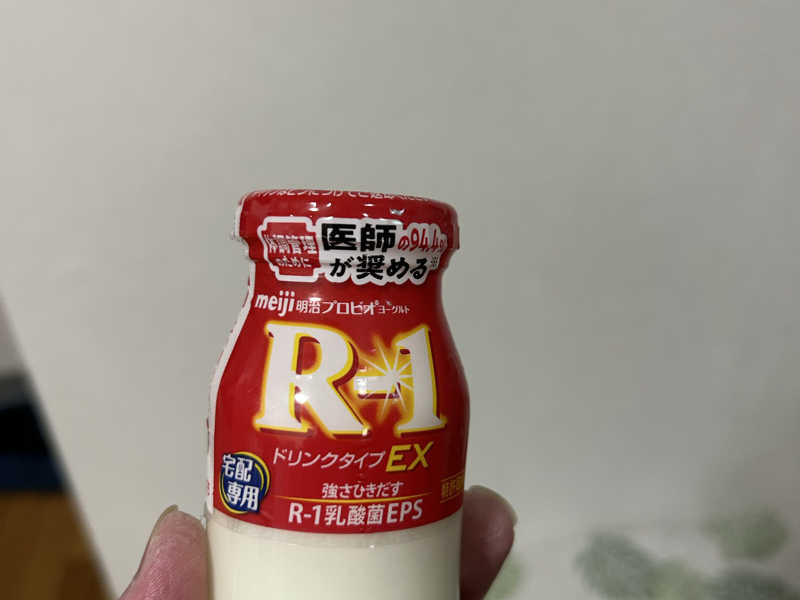 体調管理
のために
医師の94.4%
が奨める
meiji 明治プロビオヨーグルト
R-1
ドリンクタイプ EX
宅配
専用
強さひきだす
R-1乳酸菌EPS